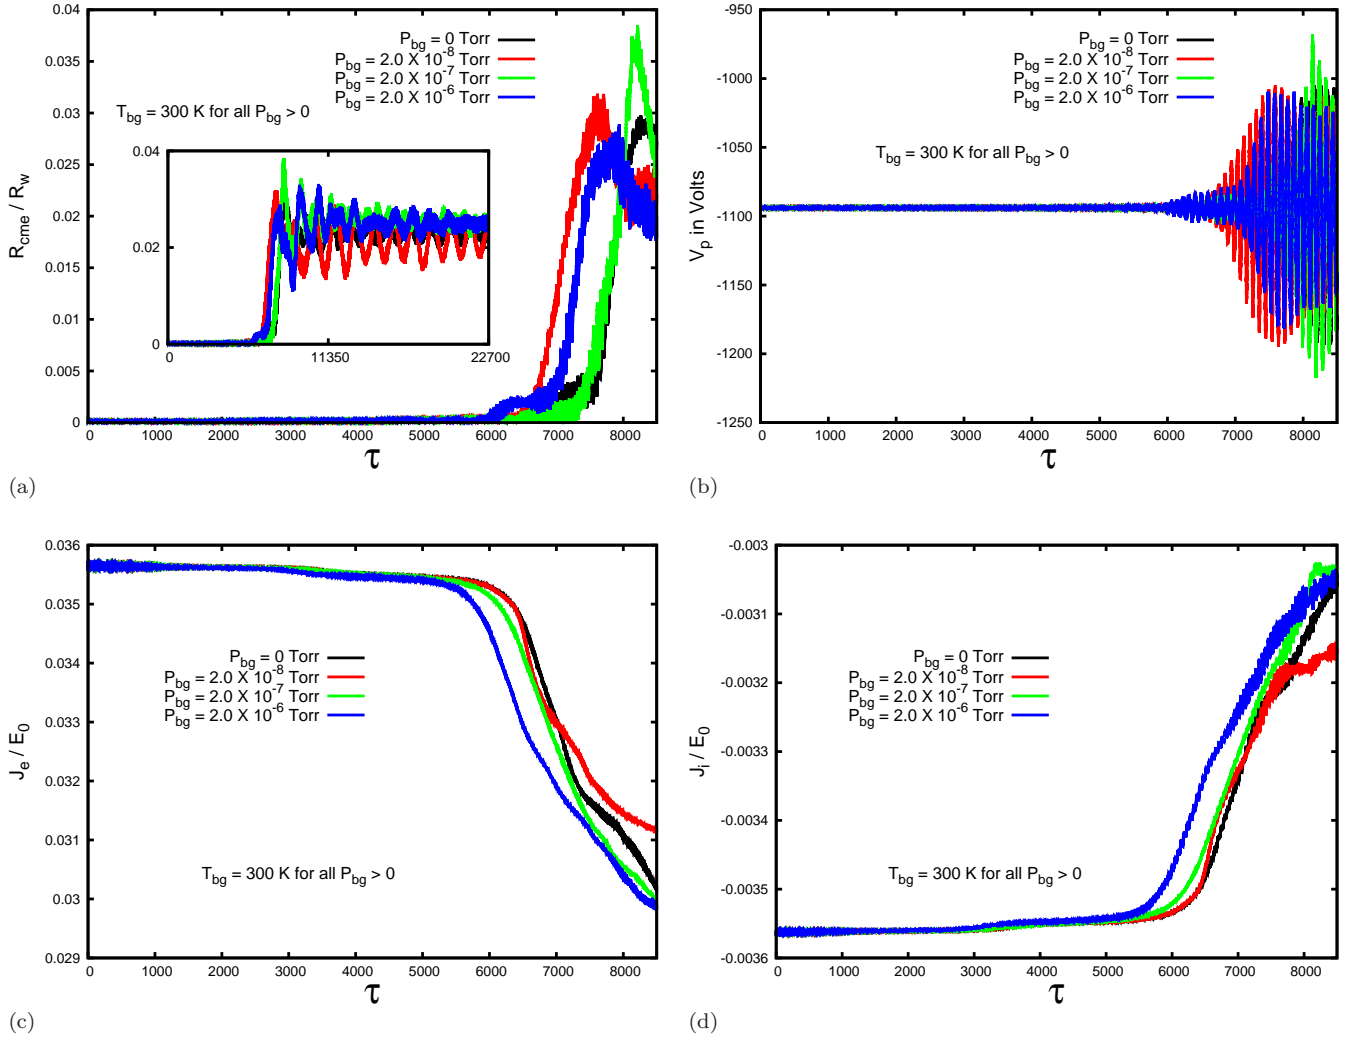 0.04
0.035
0.03
0.025
0.02
0.015
0.01
0.005
0
R_cme / R_w
P_bg = 0 Torr
P_bg = 2.0 X 10^-8 Torr
P_bg = 2.0 X 10^-7 Torr
P_bg = 2.0 X 10^-6 Torr
T_bg = 300 K for all P_bg > 0
0.04
0.02
0
0 11350 22700
0 1000 2000 3000 4000 5000 6000 7000 8000
τ
(a)
-950
-1000
-1050
-1100
-1150
-1200
-1250
V_p in Volts
P_bg = 0 Torr
P_bg = 2.0 X 10^-8 Torr
P_bg = 2.0 X 10^-7 Torr
P_bg = 2.0 X 10^-6 Torr
T_bg = 300 K for all P_bg > 0
0 1000 2000 3000 4000 5000 6000 7000 8000
τ
(b)
0.036
0.035
0.034
0.033
0.032
0.031
0.03
0.029
J_e / E_0
P_bg = 0 Torr
P_bg = 2.0 X 10^-8 Torr
P_bg = 2.0 X 10^-7 Torr
P_bg = 2.0 X 10^-6 Torr
T_bg = 300 K for all P_bg > 0
0 1000 2000 3000 4000 5000 6000 7000 8000
τ
(c)
-0.003
-0.0031
-0.0032
-0.0033
-0.0034
-0.0035
-0.0036
J_i / E_0
P_bg = 0 Torr
P_bg = 2.0 X 10^-8 Torr
P_bg = 2.0 X 10^-7 Torr
P_bg = 2.0 X 10^-6 Torr
T_bg = 300 K for all P_bg > 0
0 1000 2000 3000 4000 5000 6000 7000 8000
τ
(d)